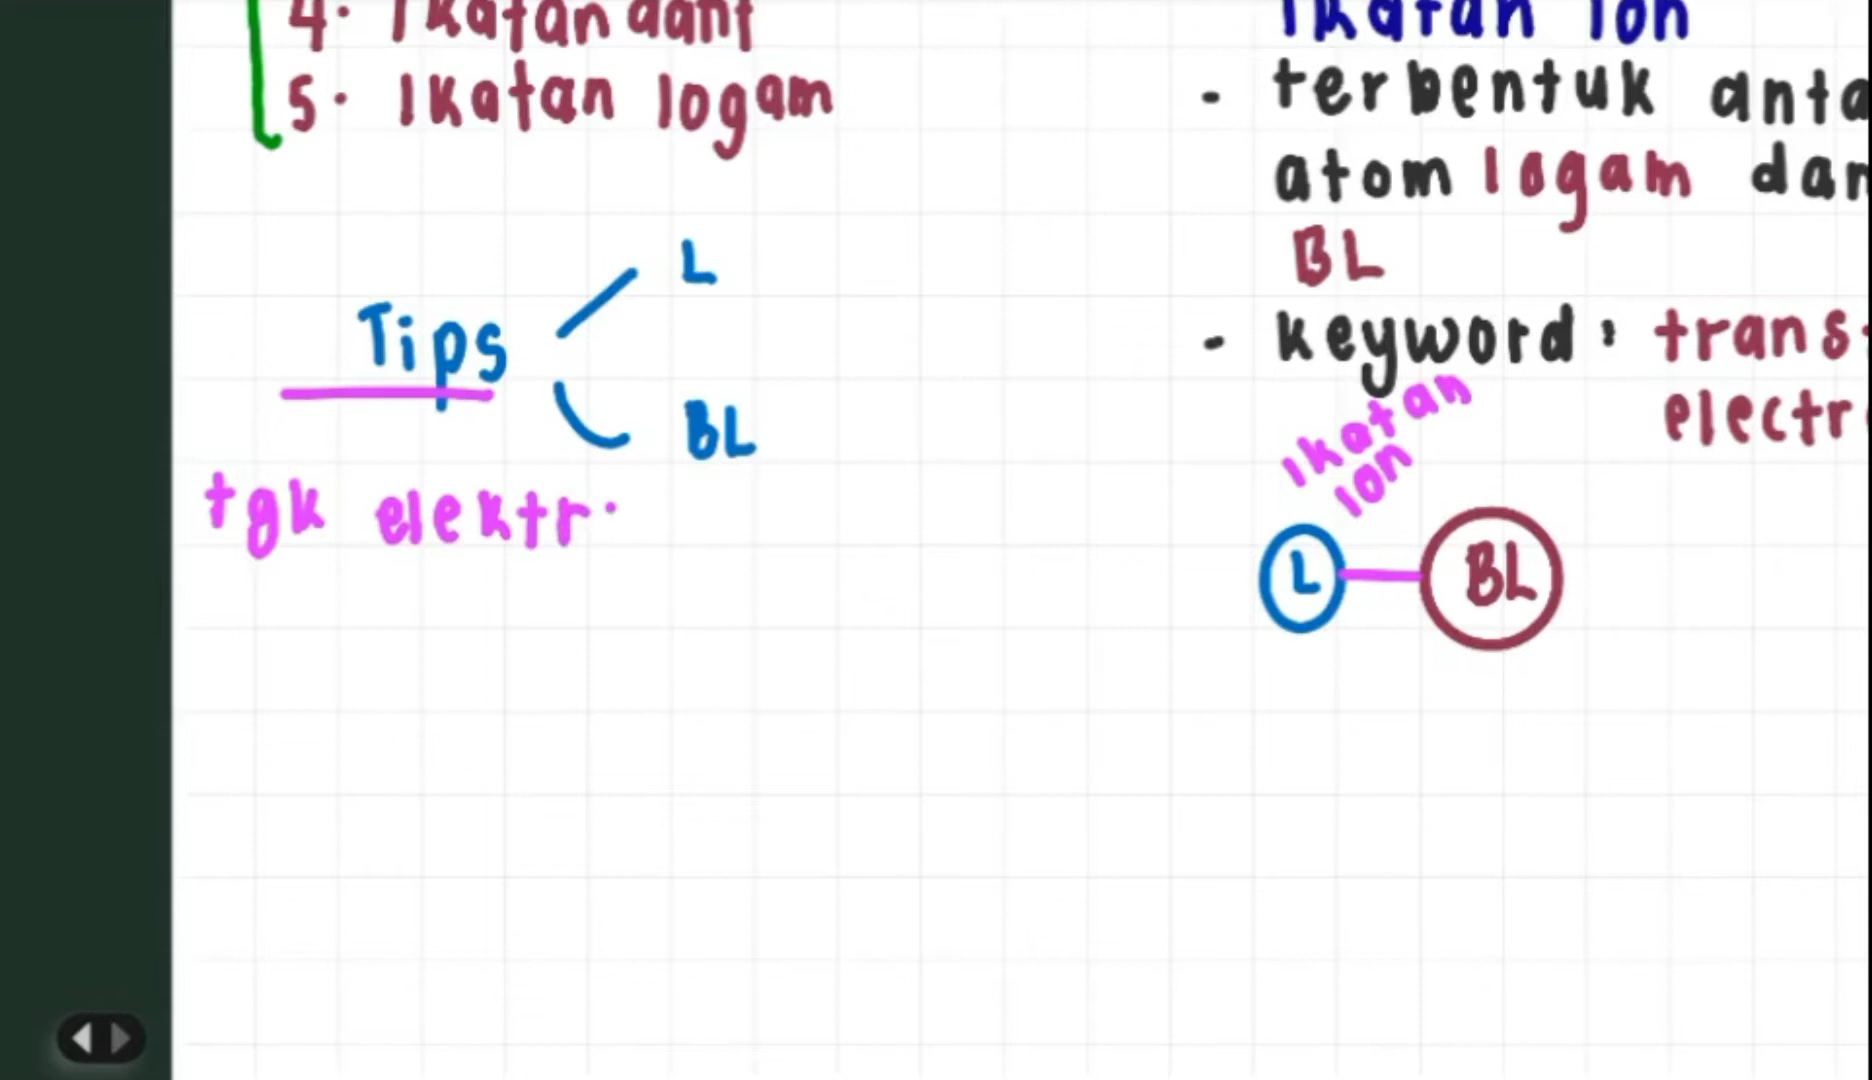 4. Ikatan datif
5. Ikatan logam
Tips
L
BL
tgk elektr.
Ikatan Ion
- terbentuk anta
atom logam dan
BL
- keyword : trans-
electr
Ikatan
Ion
L
BL